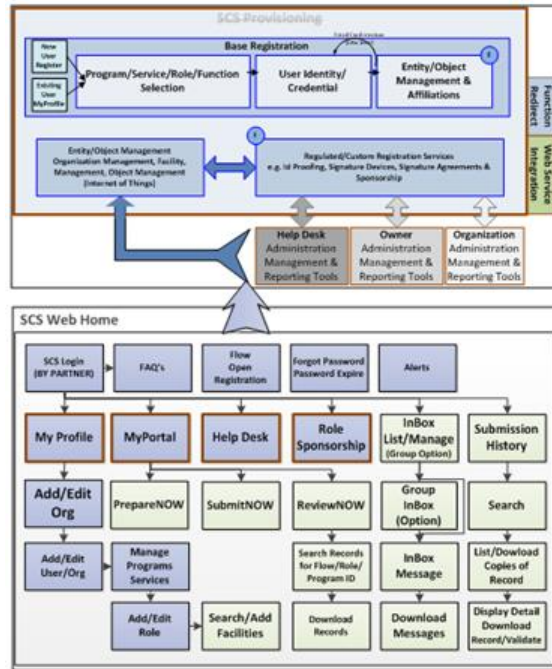 SCS Provisioning
Base Registration
New
User
Register
Existing
User
MyProfile
Program/Service/Role/Function
Selection
User Identity/
Credential
Entity/Object
Management &
Affiliations
Function
Redirect
Web Service
Integration
Entity/Object Management
Organization Management, Facility,
Management, Object Management
(Internet of Things)
Regulated/Custom Registration Services
e.g. Id Proofing, Signature Devices, Signature Agreements &
Sponsorship
Help Desk
Administration
Management &
Reporting Tools
Owner
Administration
Management &
Reporting Tools
Organization
Administration
Management &
Reporting Tools
SCS Web Home
SCS Login
(BY PARTNER)
FAQ's
Flow
Open
Registration
Forgot Password
Password Expire
Alerts
My Profile
MyPortal
Help Desk
Role
Sponsorship
InBox
List/Manage
(Group Option)
Submission
History
Add/Edit
Org
PrepareNOW
SubmitNOW
ReviewNOW
Group
InBox
(Option)
Search
Add/Edit
User/Org
Manage
Programs
Services
Search Records
for Flow/Role/
Program ID
InBox
Message
List/Dowload
Copies of
Record
Add/Edit
Role
Search/Add
Facilities
Download
Records
Download
Messages
Display Detail
Download
Record/Validate